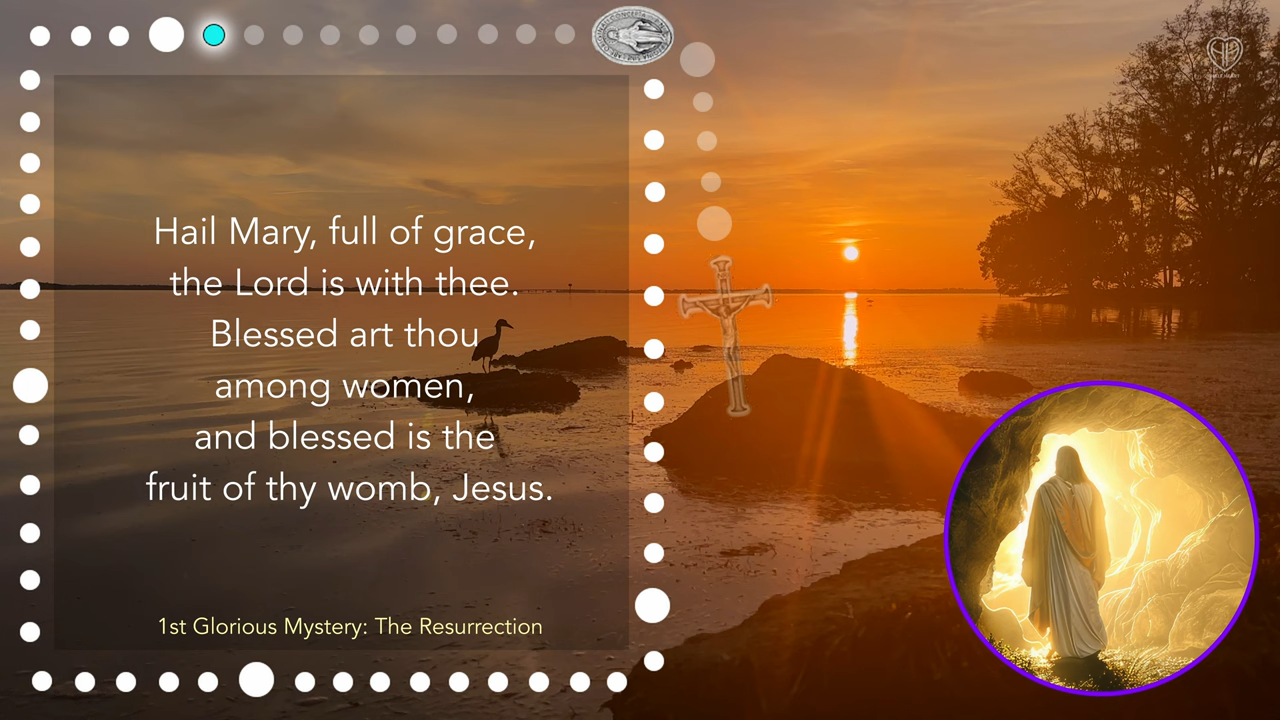 Hail Mary, full of grace,
the Lord is with thee.
Blessed art thou
among women,
and blessed is the
fruit of thy womb, Jesus.
1st Glorious Mystery: The Resurrection